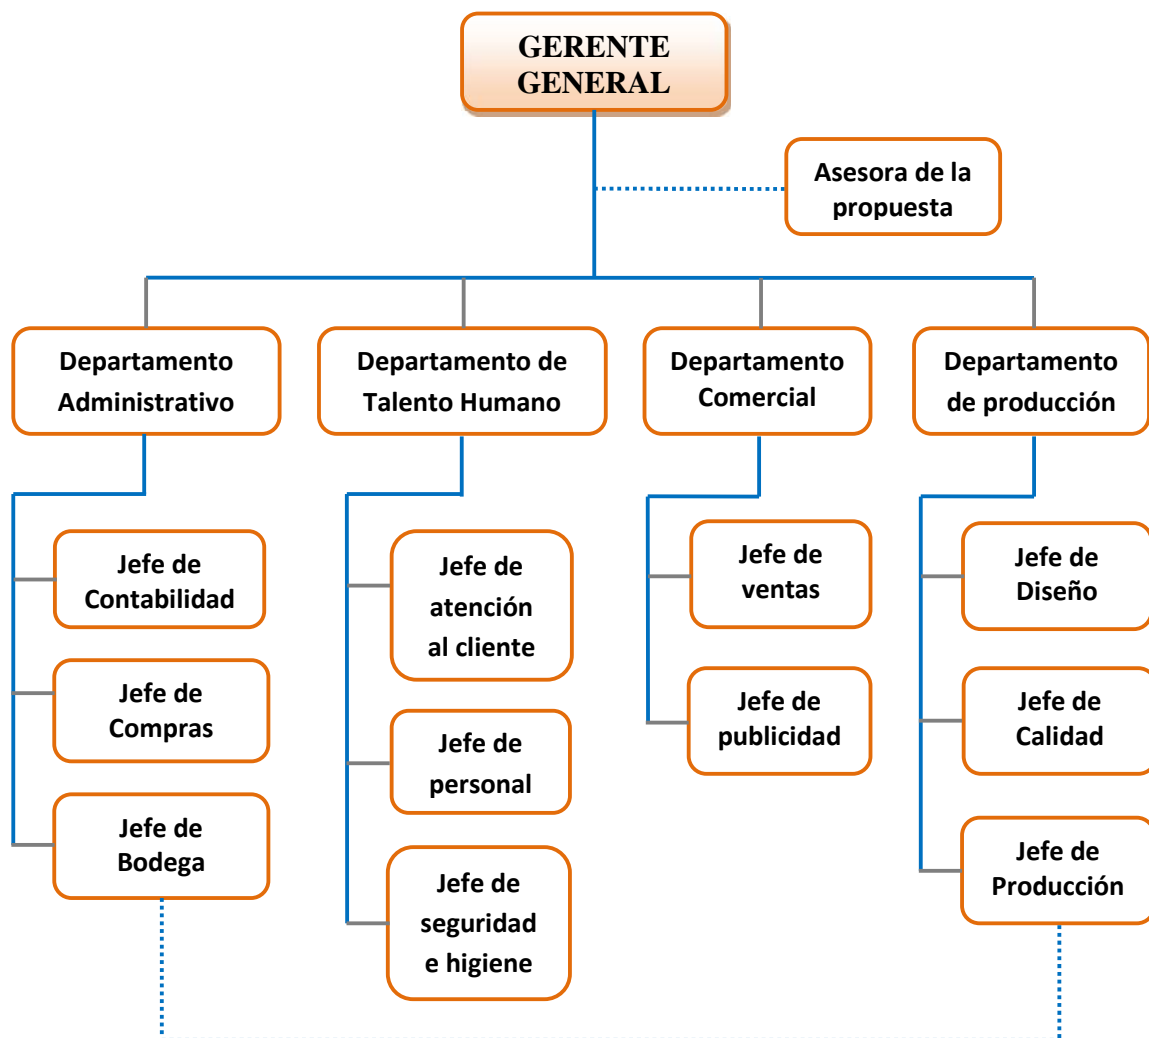 GERENTE
GENERAL
Asesora de la
propuesta
Departamento
Administrativo
Departamento de
Talento Humano
Departamento
Comercial
Departamento
de producción
Jefe de
Contabilidad
Jefe de
Compras
Jefe de
Bodega
Jefe de
atención
al cliente
Jefe de
personal
Jefe de
seguridad
e higiene
Jefe de
ventas
Jefe de
publicidad
Jefe de
Diseño
Jefe de
Calidad
Jefe de
Producción